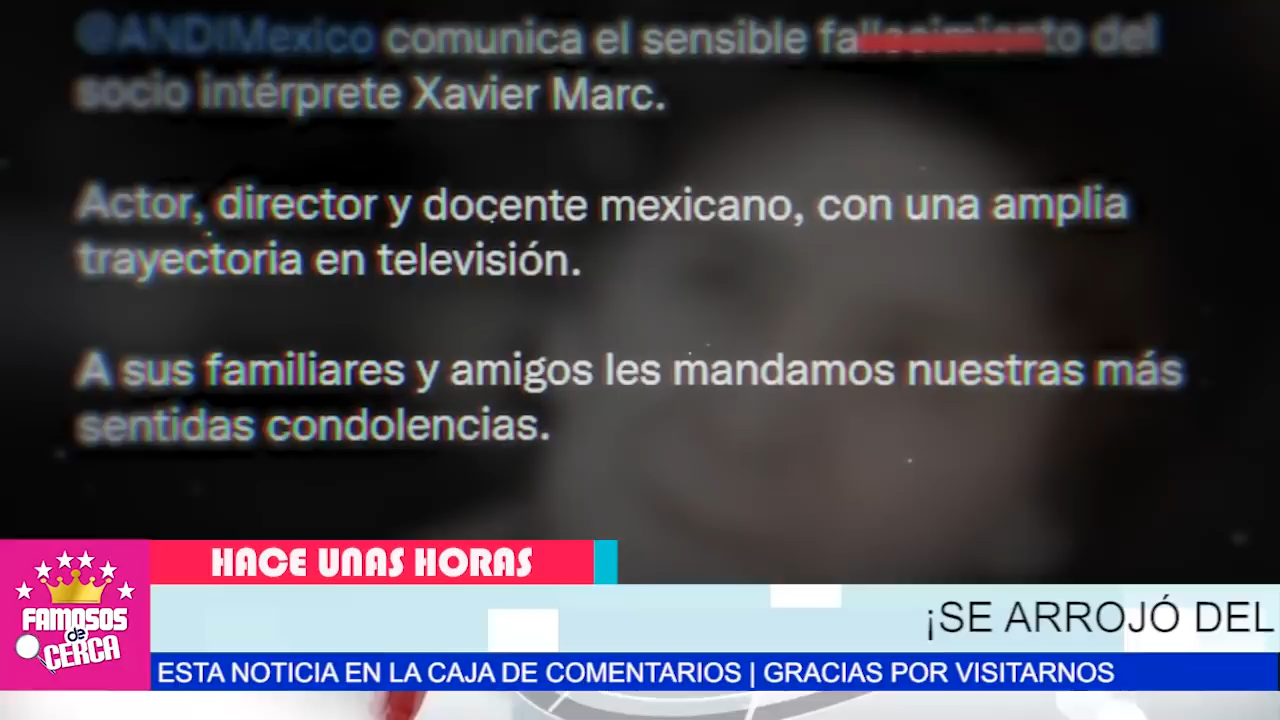 @ANDIMexico comunica el sensible fallecimiento del
socio intérprete Xavier Marc.
Actor, director y docente mexicano, con una amplia
trayectoria en televisión.
A sus familiares y amigos les mandamos nuestras más
sentidas condolencias.
HACE UNAS HORAS
FAMOSOS
de
CERCA
¡SE ARROJÓ DEL
ESTA NOTICIA EN LA CAJA DE COMENTARIOS | GRACIAS POR VISITARNOS